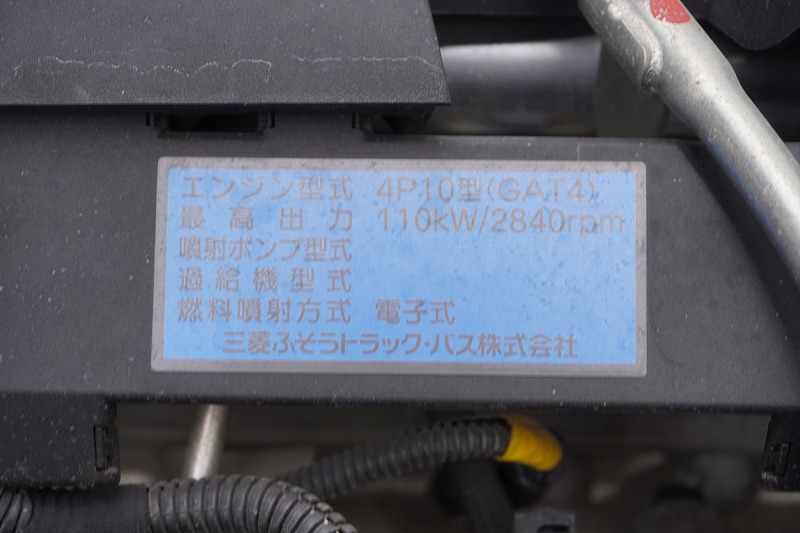 エンジン型式 4P10型(GAT4)
最高出力 110kW/2840rpm
噴射ポンプ型式
過給機型式
燃料噴射方式 電子式
三菱ふそうトラック・バス株式会社